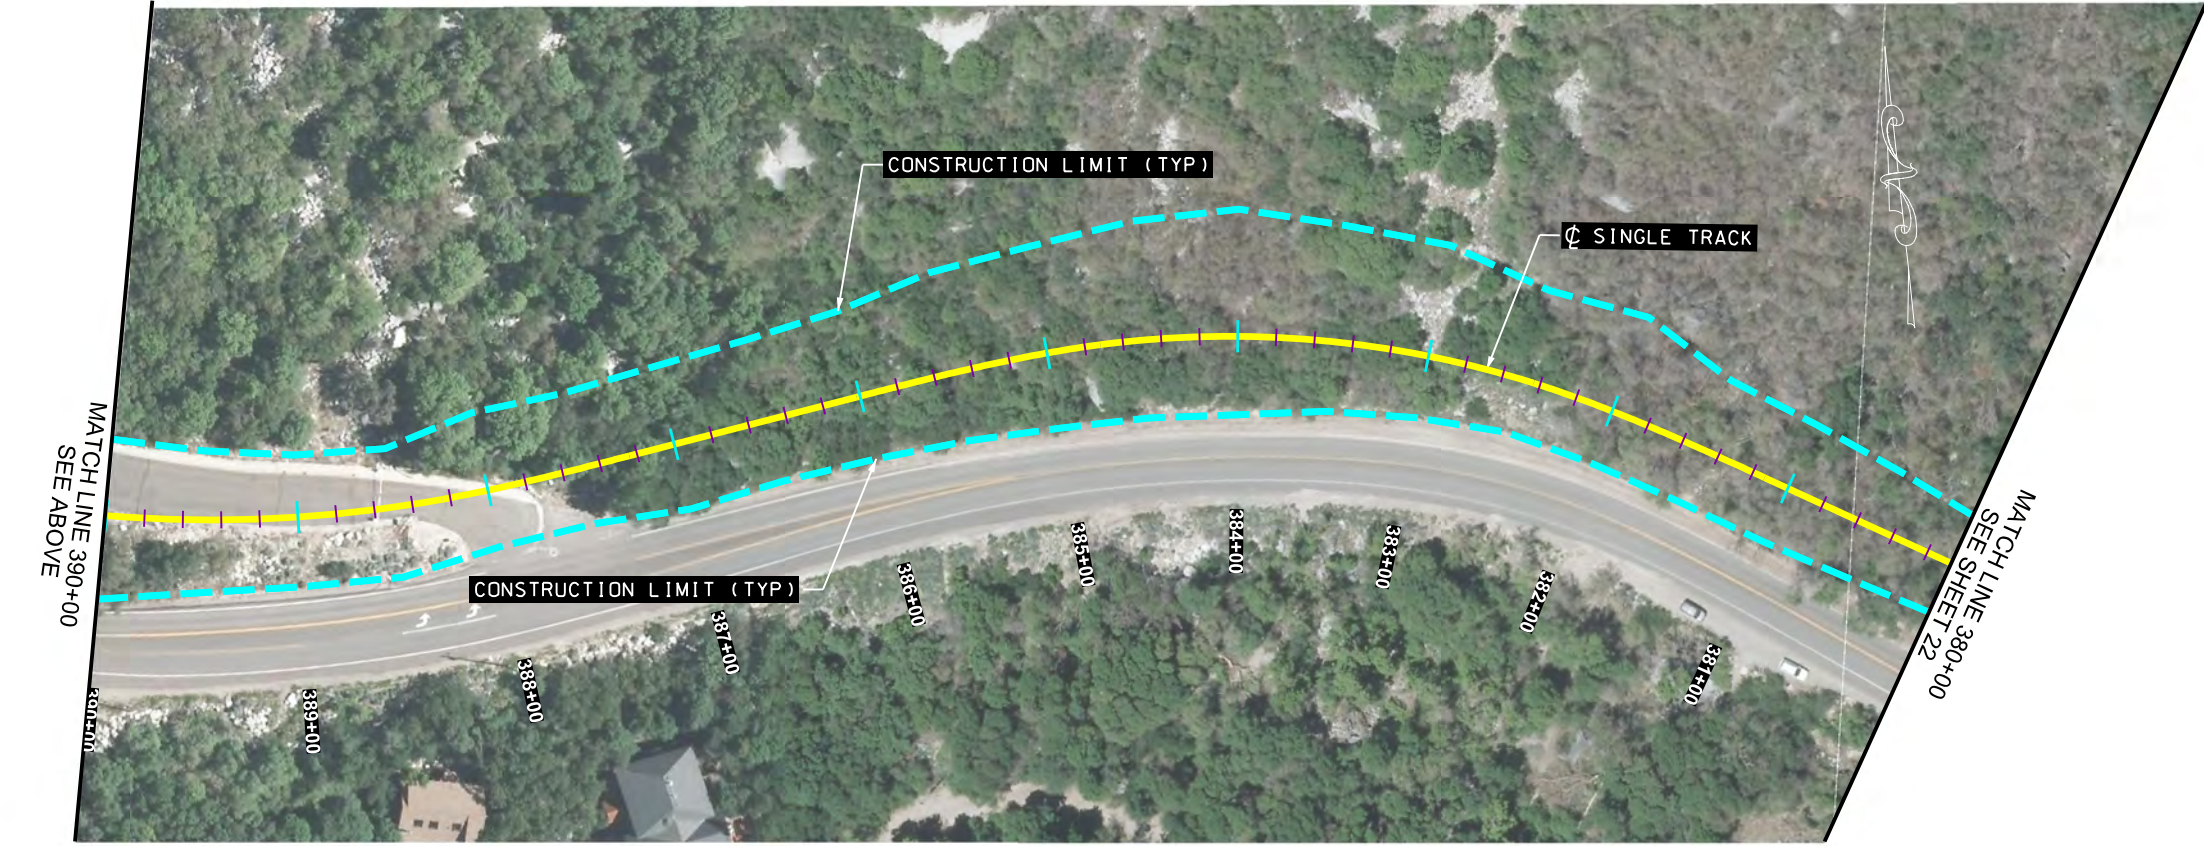 CONSTRUCTION LIMIT (TYP)
℄ SINGLE TRACK
MATCH LINE 390+00
SEE ABOVE
MATCH LINE 380+00
SEE SHEET 22
CONSTRUCTION LIMIT (TYP)
390+00
389+00
388+00
387+00
386+00
385+00
384+00
383+00
382+00
381+00